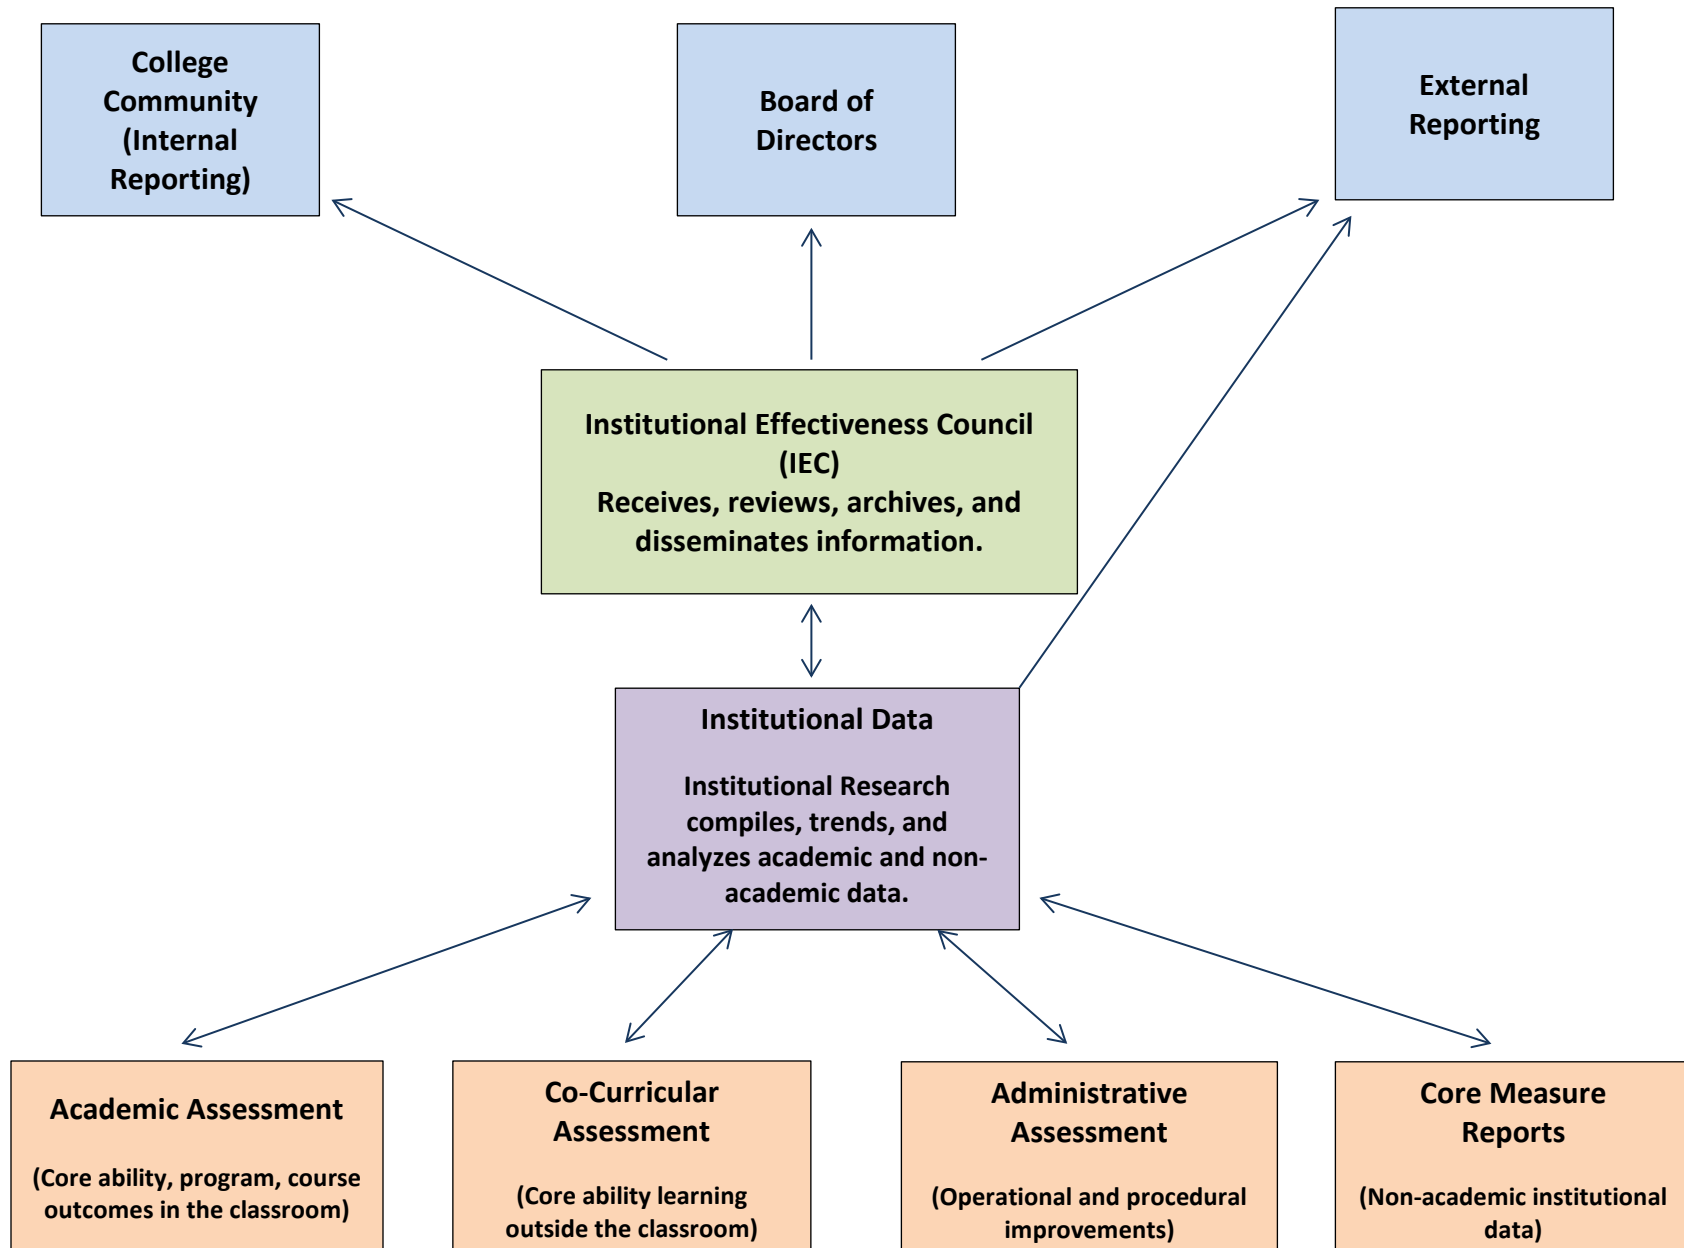 College
Community
(Internal
Reporting)
Board of
Directors
External
Reporting
Institutional Effectiveness Council
(IEC)
Receives, reviews, archives, and
disseminates information.
Institutional Data
Institutional Research
compiles, trends, and
analyzes academic and non-
academic data.
Academic Assessment
(Core ability, program, course
outcomes in the classroom)
Co-Curricular
Assessment
(Core ability learning
outside the classroom)
Administrative
Assessment
(Operational and procedural
improvements)
Core Measure
Reports
(Non-academic institutional
data)